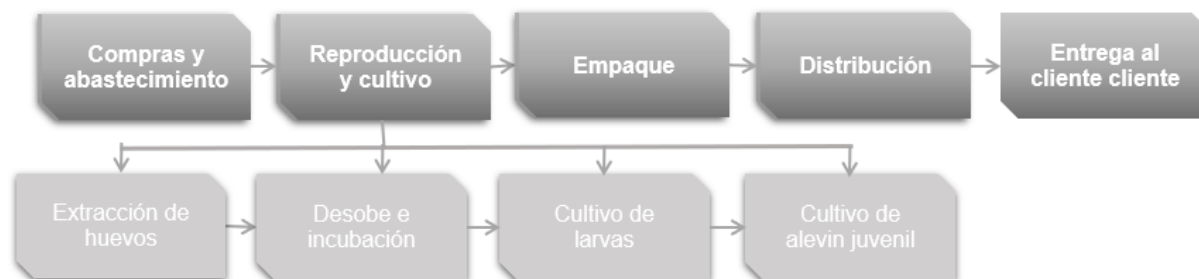 Compras y
abastecimiento
Reproducción
y cultivo
Empaque
Distribución
Entrega al
cliente cliente
Extracción de
huevos
Desobe e
incubación
Cultivo de
larvas
Cultivo de
alevin juvenil